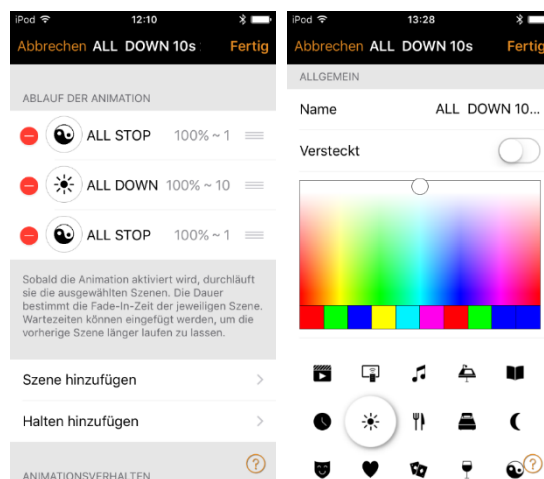 iPod 12:10
Abbrechen ALL DOWN 10s Fertig
ABLAUF DER ANIMATION
ALL STOP 100% ~ 1
ALL DOWN 100% ~ 10
ALL STOP 100% ~ 1
Sobald die Animation aktiviert wird, durchläuft
sie die ausgewählten Szenen. Die Dauer
bestimmt die Fade-In-Zeit der jeweiligen Szene.
Wartezeiten können eingefügt werden, um die
vorherige Szene länger laufen zu lassen.
Szene hinzufügen
Halten hinzufügen
?
ANIMATIONSVERHALTEN
iPod 13:28
Abbrechen ALL DOWN 10s Fertig
ALLGEMEIN
Name ALL DOWN 10...
Versteckt
?